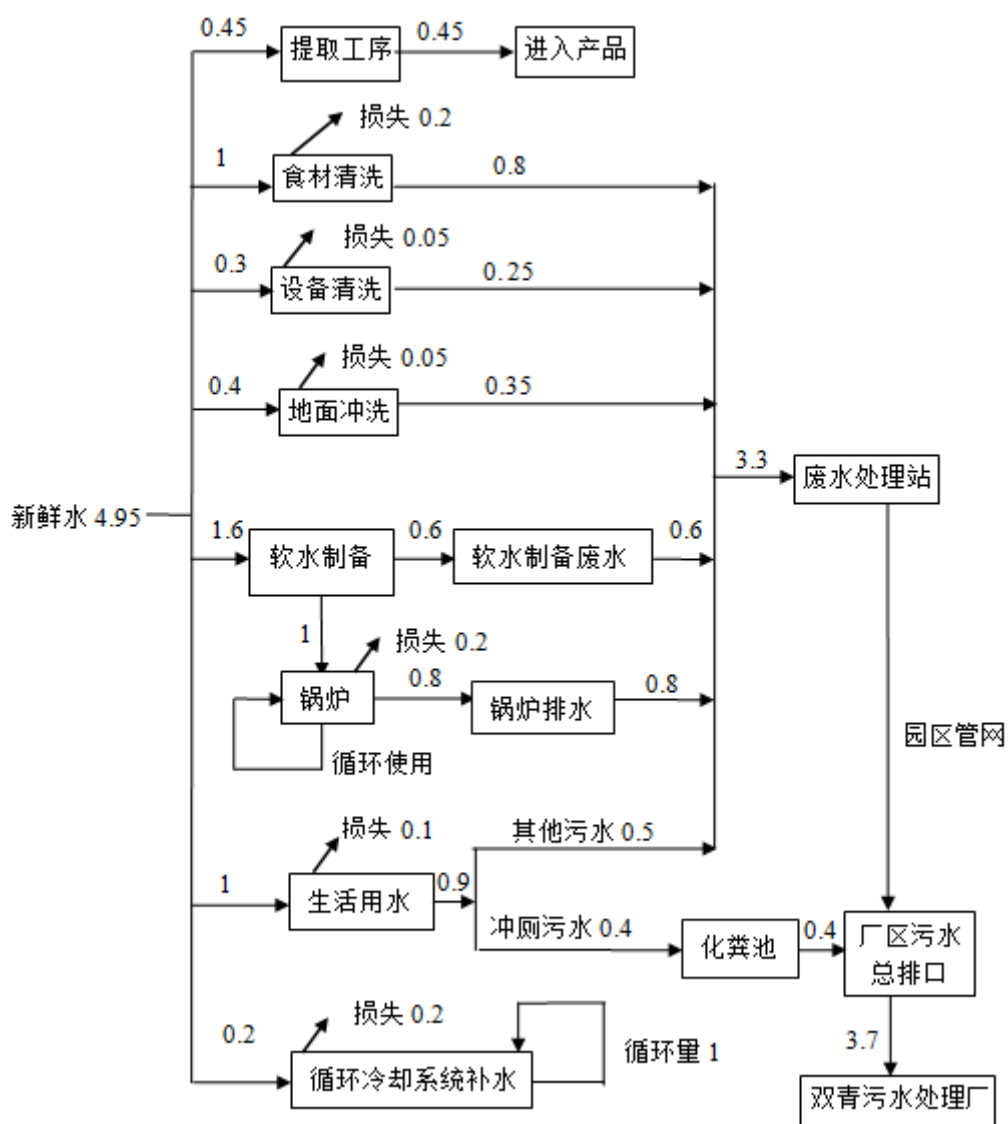 0.45
提取工序
0.45
进入产品
损失 0.2
1
食材清洗
0.8
损失 0.05
0.3
设备清洗
0.25
损失 0.05
0.4
地面冲洗
0.35
3.3
废水处理站
新鲜水 4.95
1.6
软水制备
0.6
软水制备废水
0.6
1
损失 0.2
锅炉
0.8
锅炉排水
0.8
循环使用
园区管网
损失 0.1
其他污水 0.5
1
生活用水
0.9
冲厕污水 0.4
化粪池
0.4
厂区污水
总排口
损失 0.2
0.2
循环冷却系统补水
循环量 1
3.7
双青污水处理厂